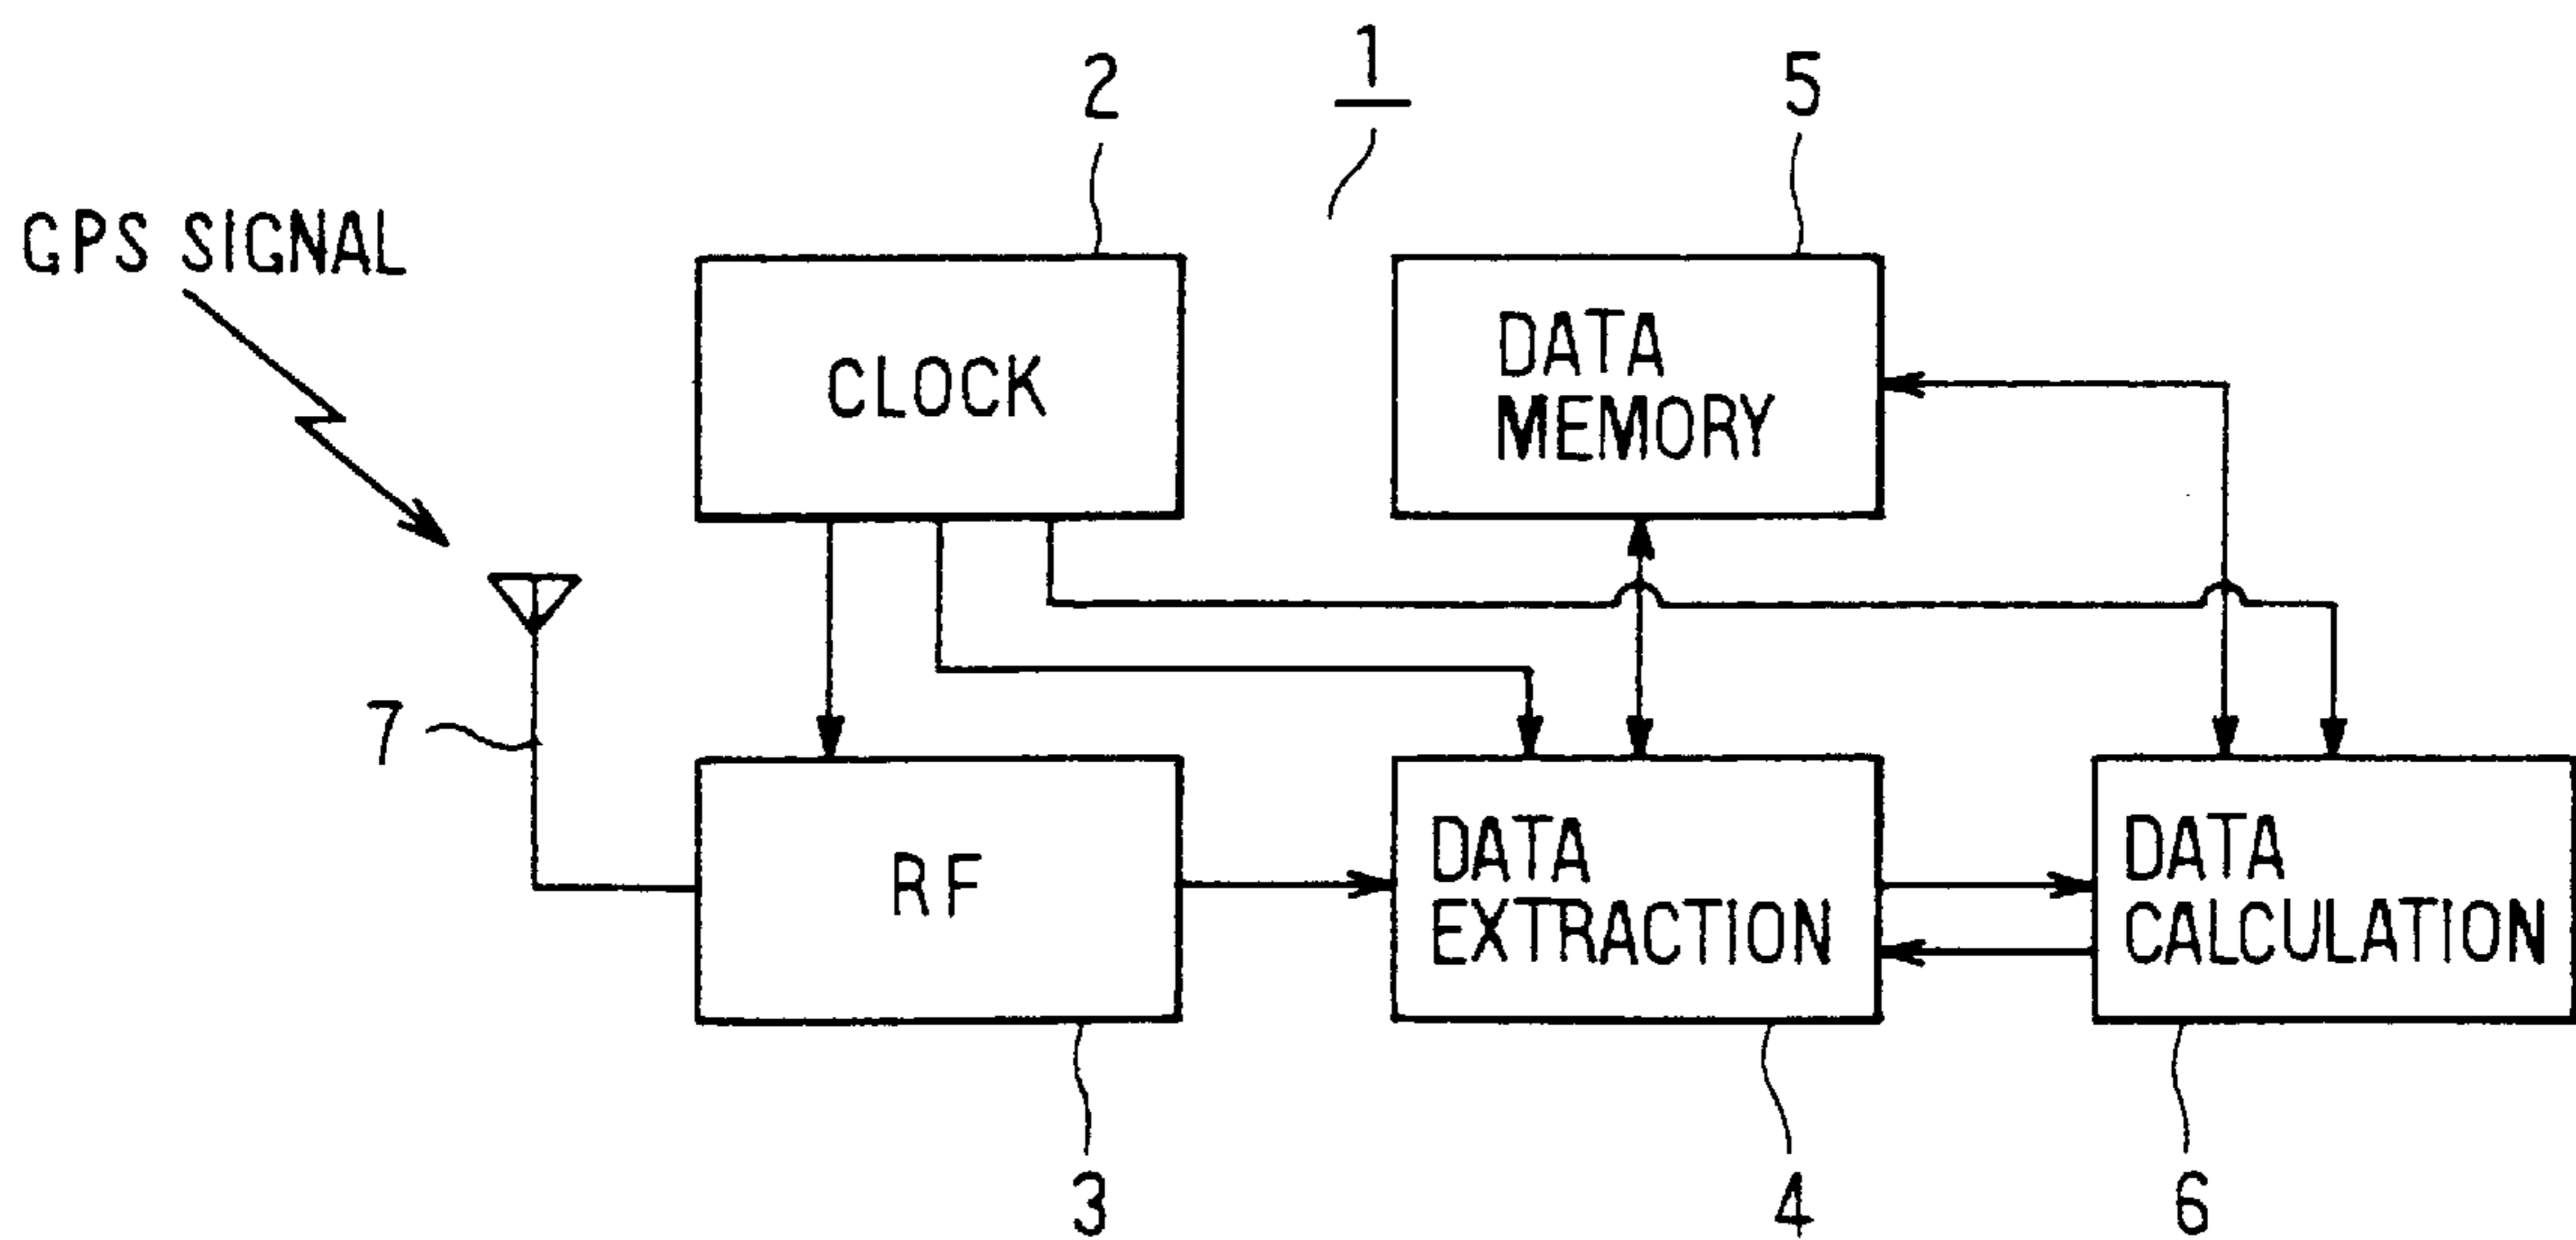 1
2
5
GPS SIGNAL
CLOCK
DATA
MEMORY
7
RF
DATA
EXTRACTION
DATA
CALCULATION
3
4
6